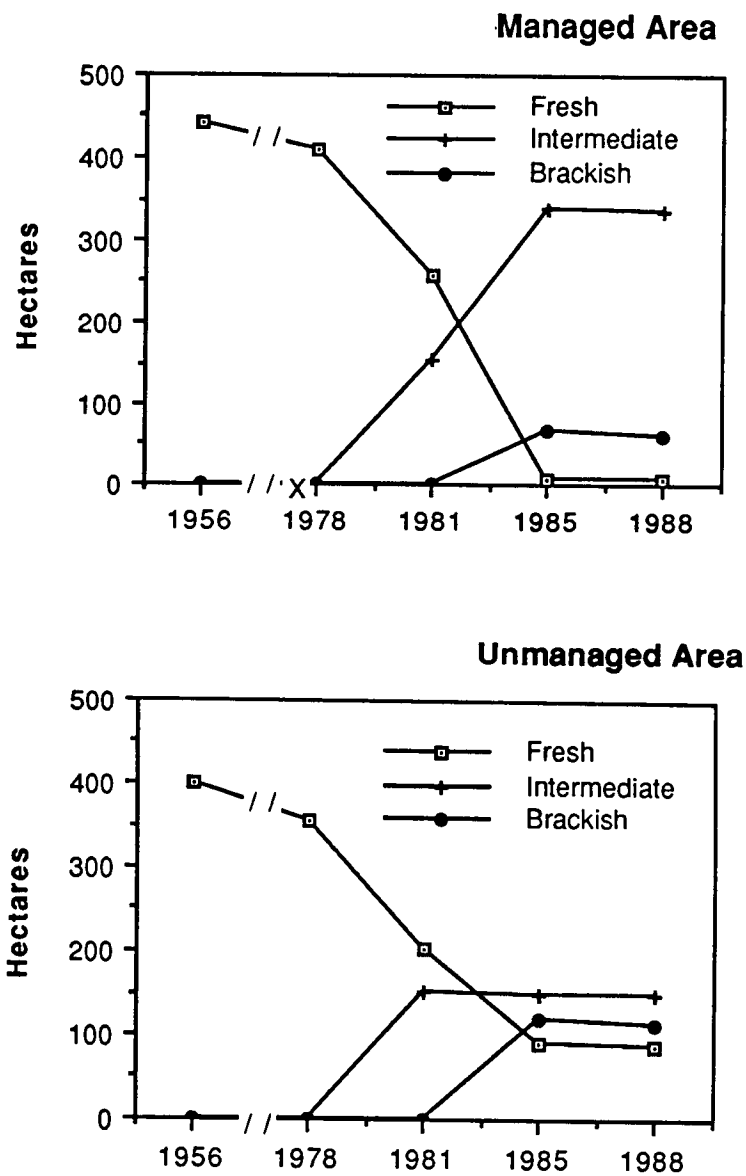 Managed Area
500
400
300
200
100
0
Hectares
Fresh
Intermediate
Brackish
// // X
1956 1978 1981 1985 1988
Unmanaged Area
500
400
300
200
100
0
Hectares
Fresh
Intermediate
Brackish
// //
1956 1978 1981 1985 1988